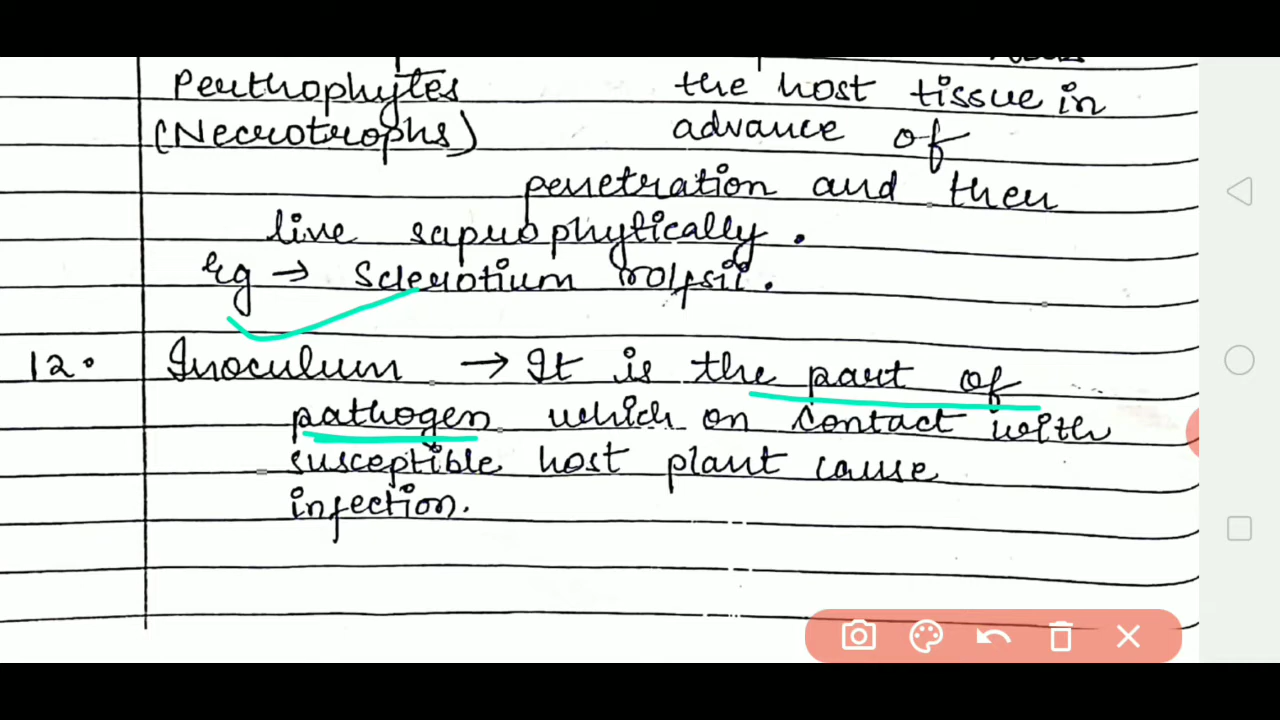 Perthophytes the host tissue in
(Necrotrophs) advance of
penetration and then
live saprophytically.
Eg → Sclerotium rolfsii.
12. Inoculum → It is the part of
pathogen which on contact with
susceptible host plant cause
infection.